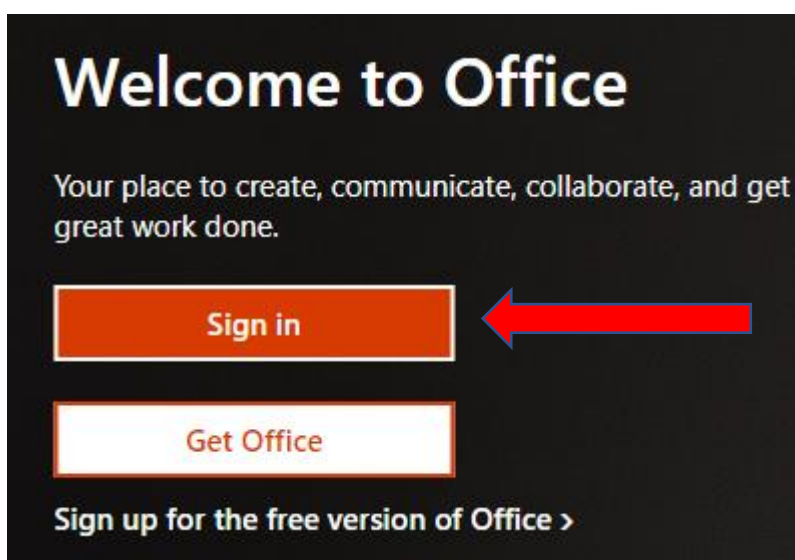 Welcome to Office
Your place to create, communicate, collaborate, and get
great work done.
Sign in
Get Office
Sign up for the free version of Office >